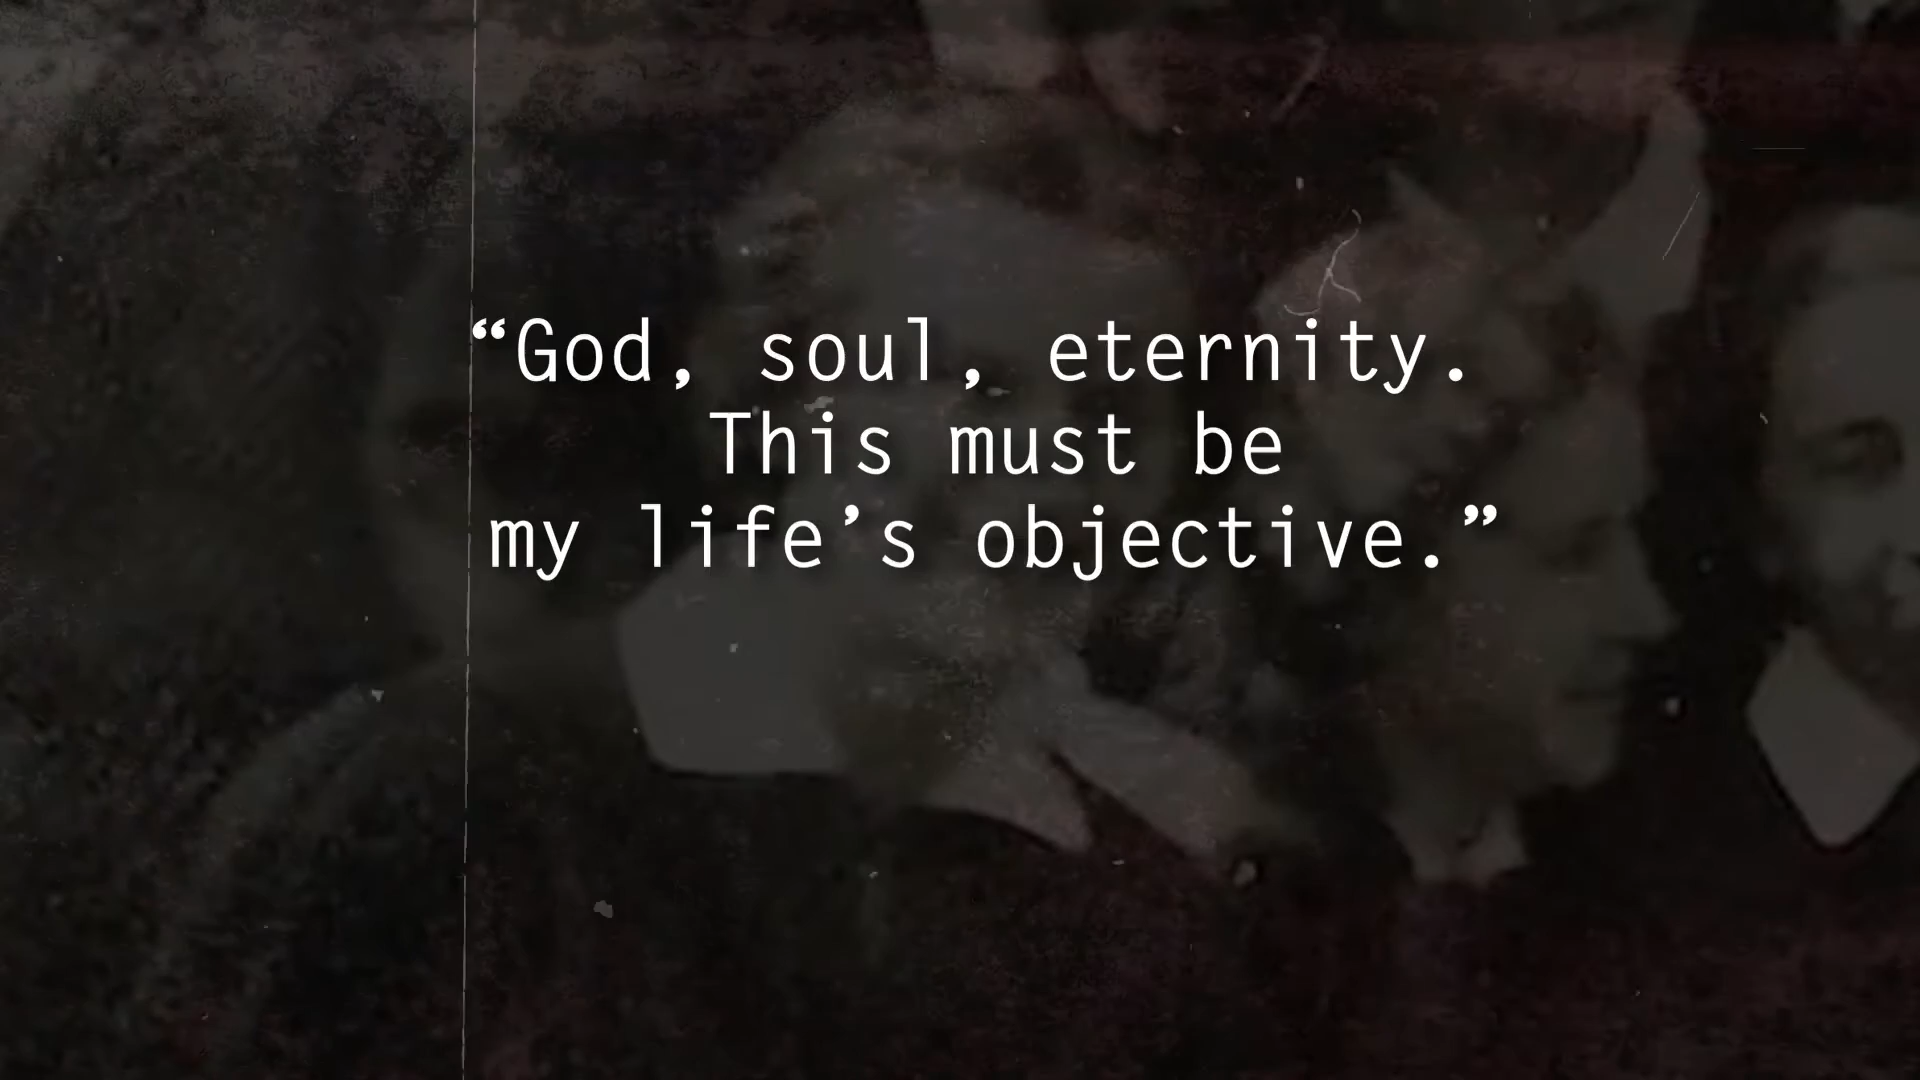 “God, soul, eternity.
This must be
my life’s objective.”